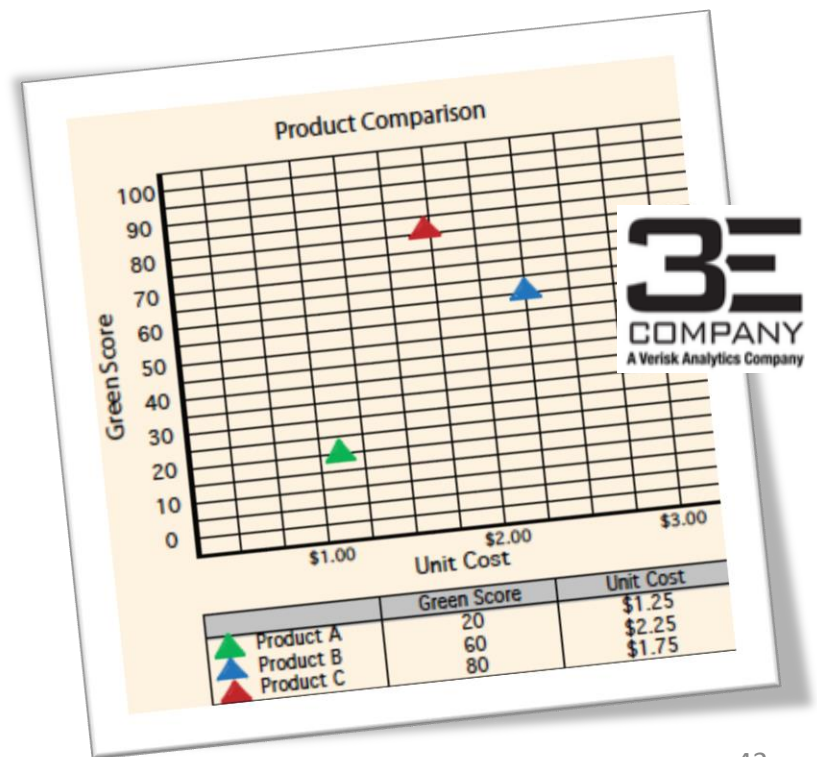 Product Comparison
100
90
80
70
60
50
40
30
20
10
0
Green Score
$1.00 $2.00 $3.00
Unit Cost
3E
COMPANY
A Verisk Analytics Company
Green Score Unit Cost
Product A 20 $1.25
Product B 60 $2.25
Product C 80 $1.75